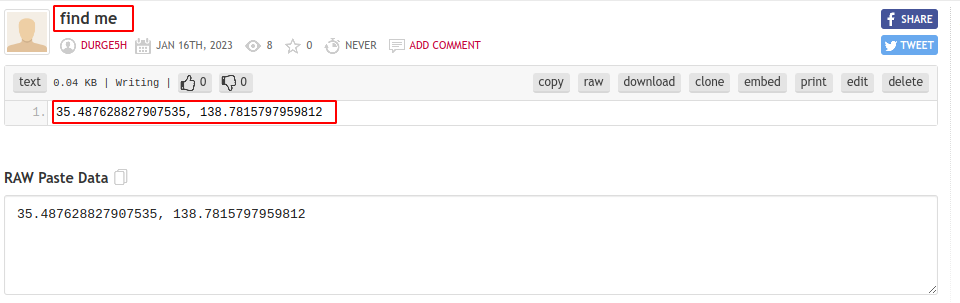 find me
SHARE
DURGE5H JAN 16TH, 2023 8 0 NEVER ADD COMMENT
TWEET
text 0.04 KB | Writing | 0 0 copy raw download clone embed print edit delete
1. 35.487628827907535, 138.7815797959812
RAW Paste Data
35.487628827907535, 138.7815797959812